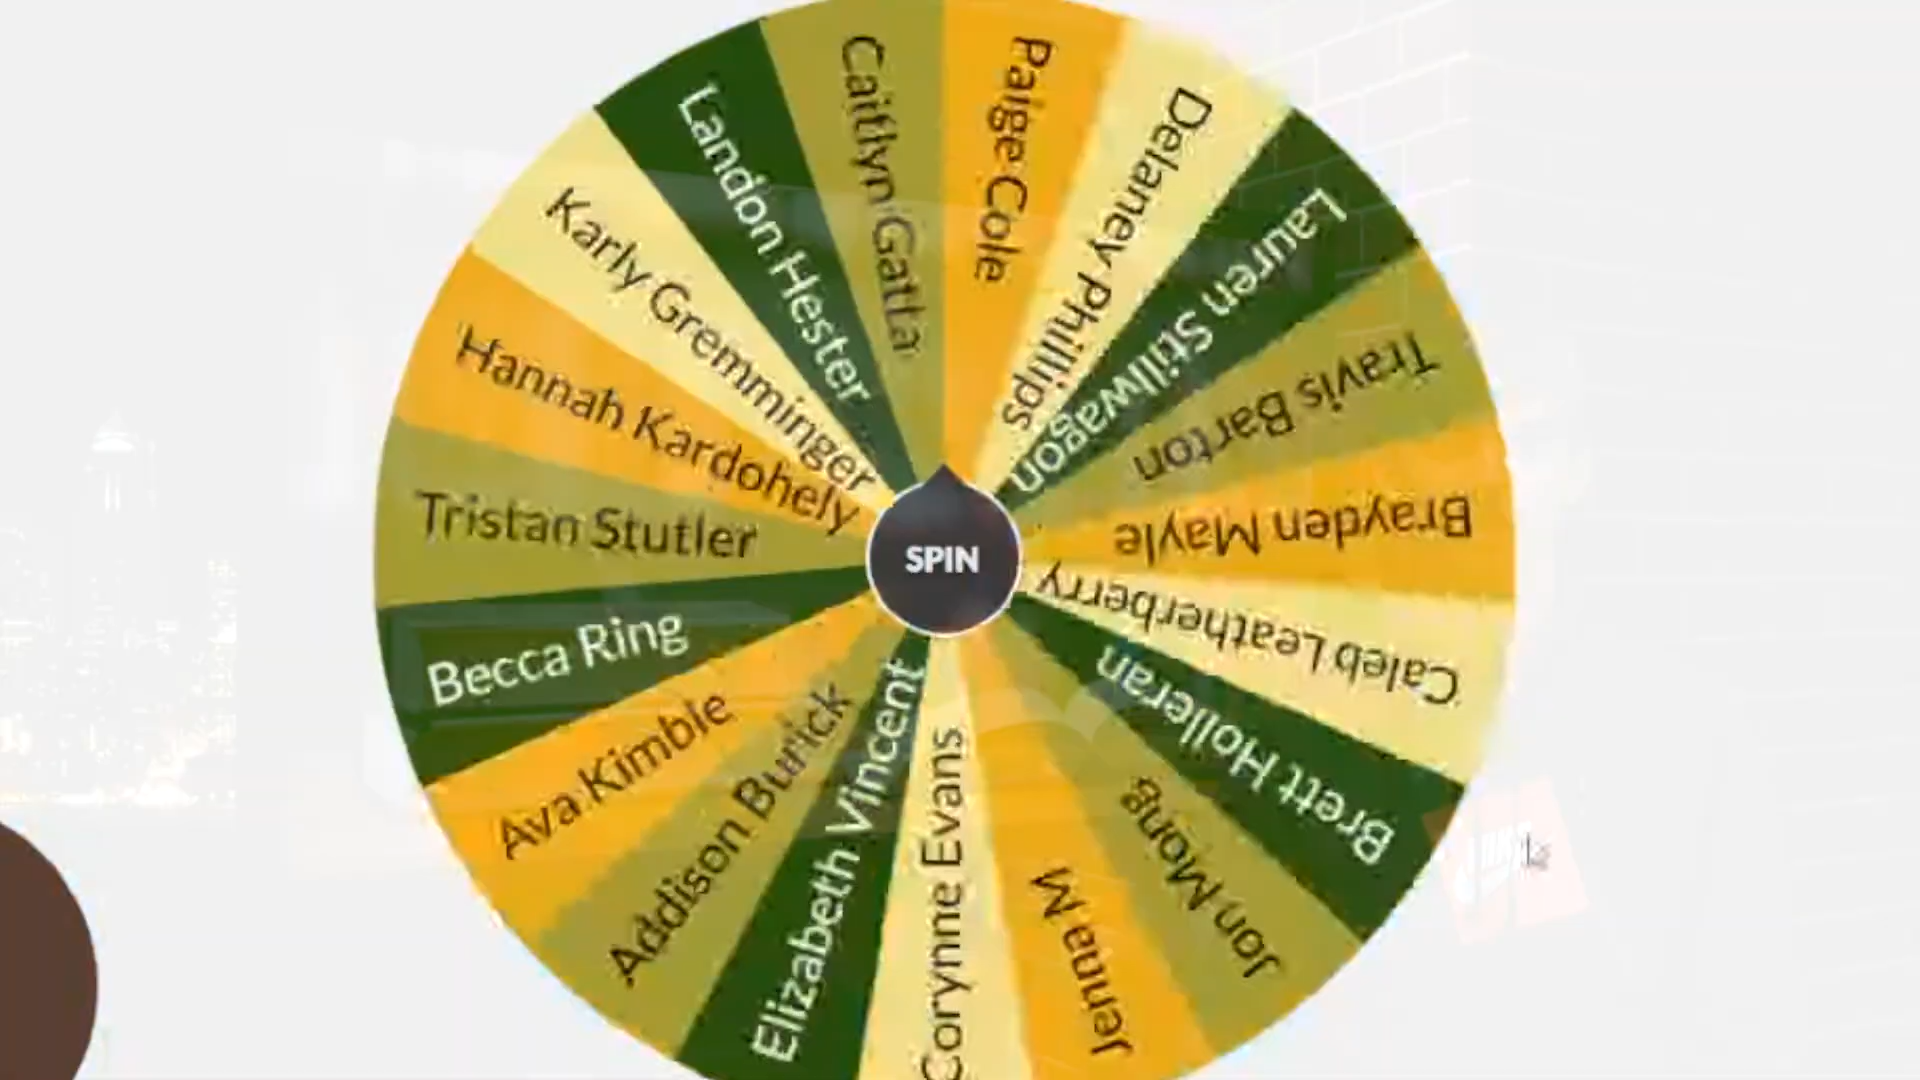 Paige Cole
Delaney Phillips
Lauren Stillwagon
Travis Barton
Brayden Mayle
Caleb Leatherberry
Brett Holleran
Jon Mong
Jenna M
Corynne Evans
Elizabeth Vincent
Addison Burick
Ava Kimble
Becca Ring
Tristan Stutler
Hannah Kardohely
Karly Gremminger
Landon Hester
Caitlyn Gatta
SPIN